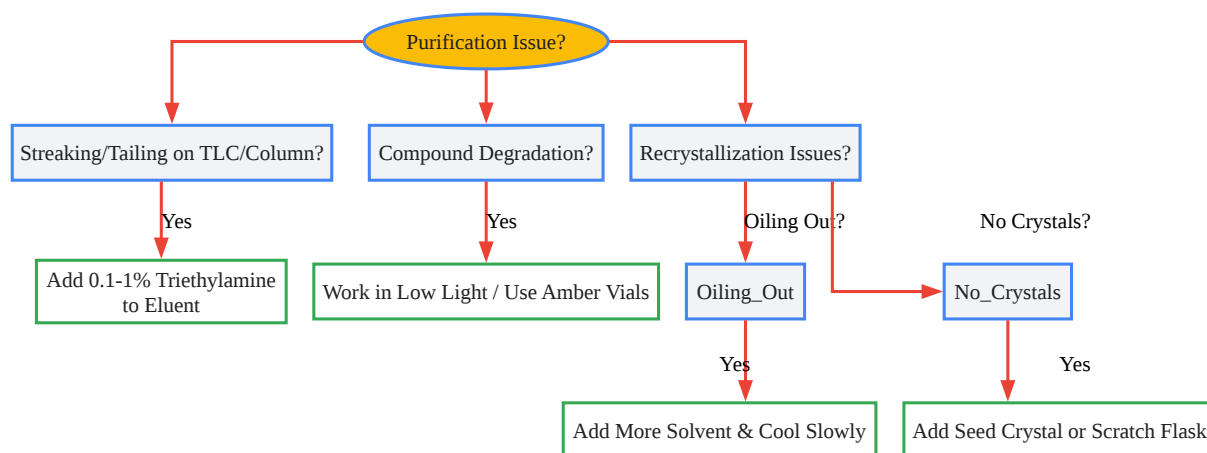 Purification Issue?
Streaking/Tailing on TLC/Column?
Compound Degradation?
Recrystallization Issues?
Yes
Yes
Oiling Out?
No Crystals?
Add 0.1-1% Triethylamine
to Eluent
Work in Low Light / Use Amber Vials
Oiling_Out
No_Crystals
Yes
Yes
Add More Solvent & Cool Slowly
Add Seed Crystal or Scratch Flask